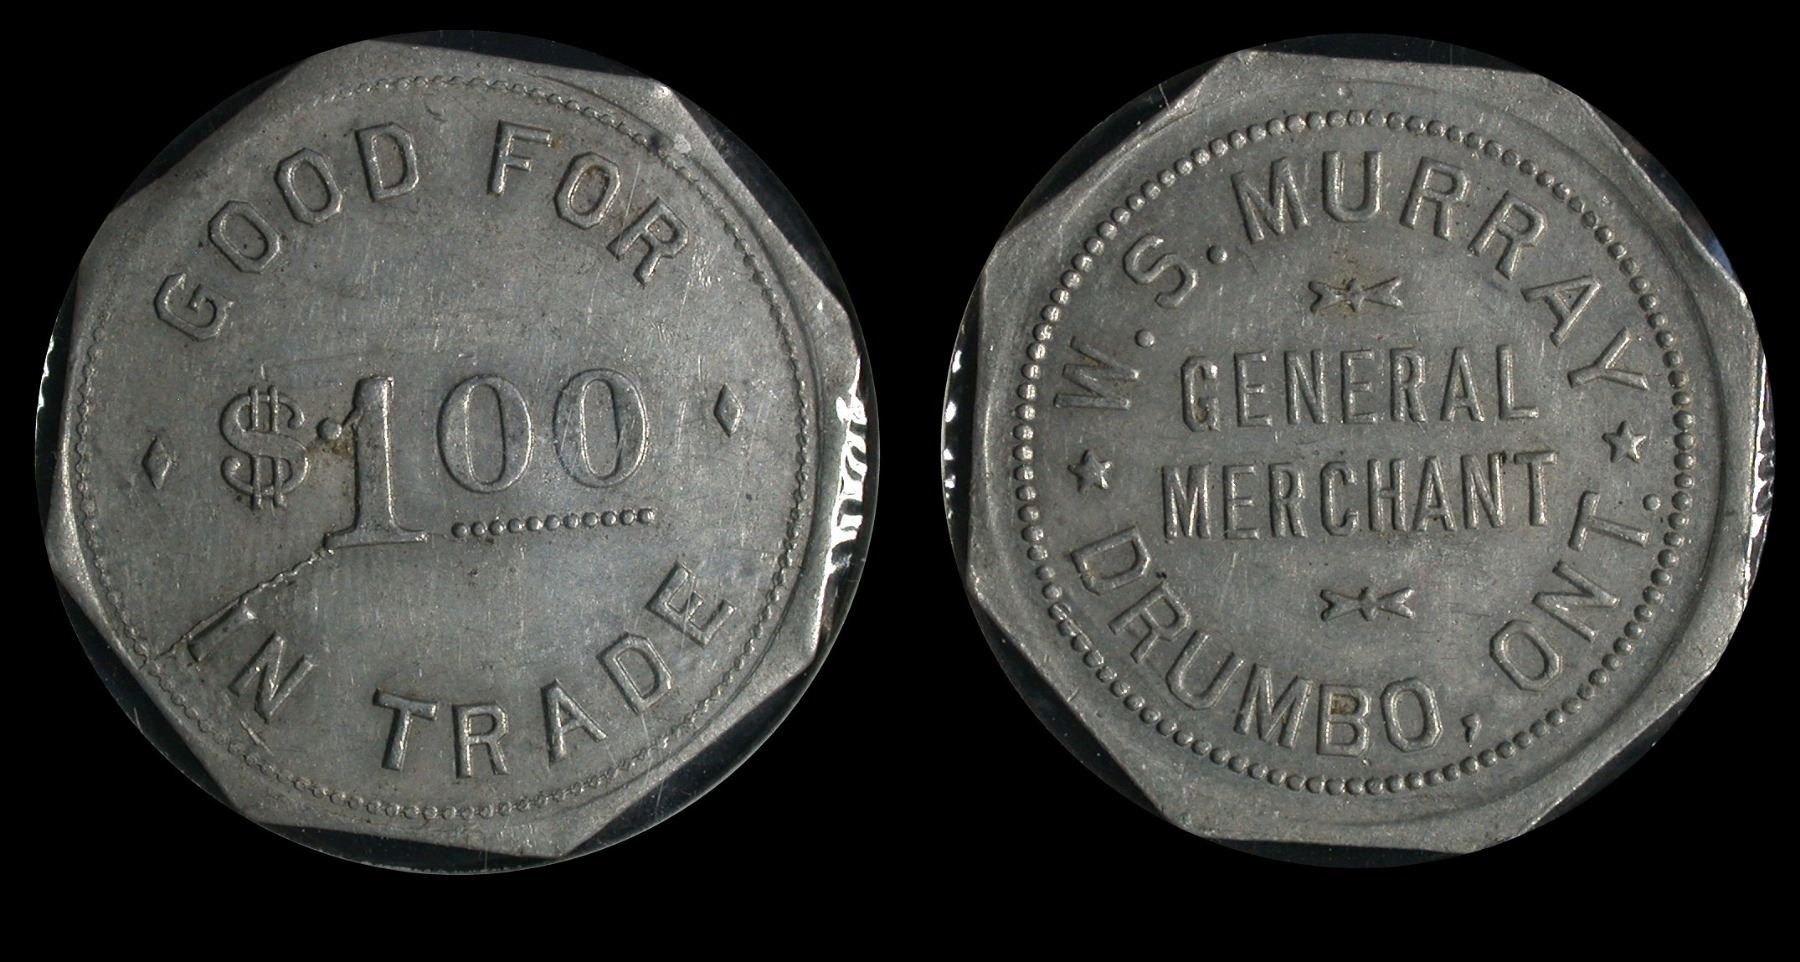 GOOD FOR
$1.00
IN TRADE
W. S. MURRAY
GENERAL
MERCHANT
DRUMBO, ONT.